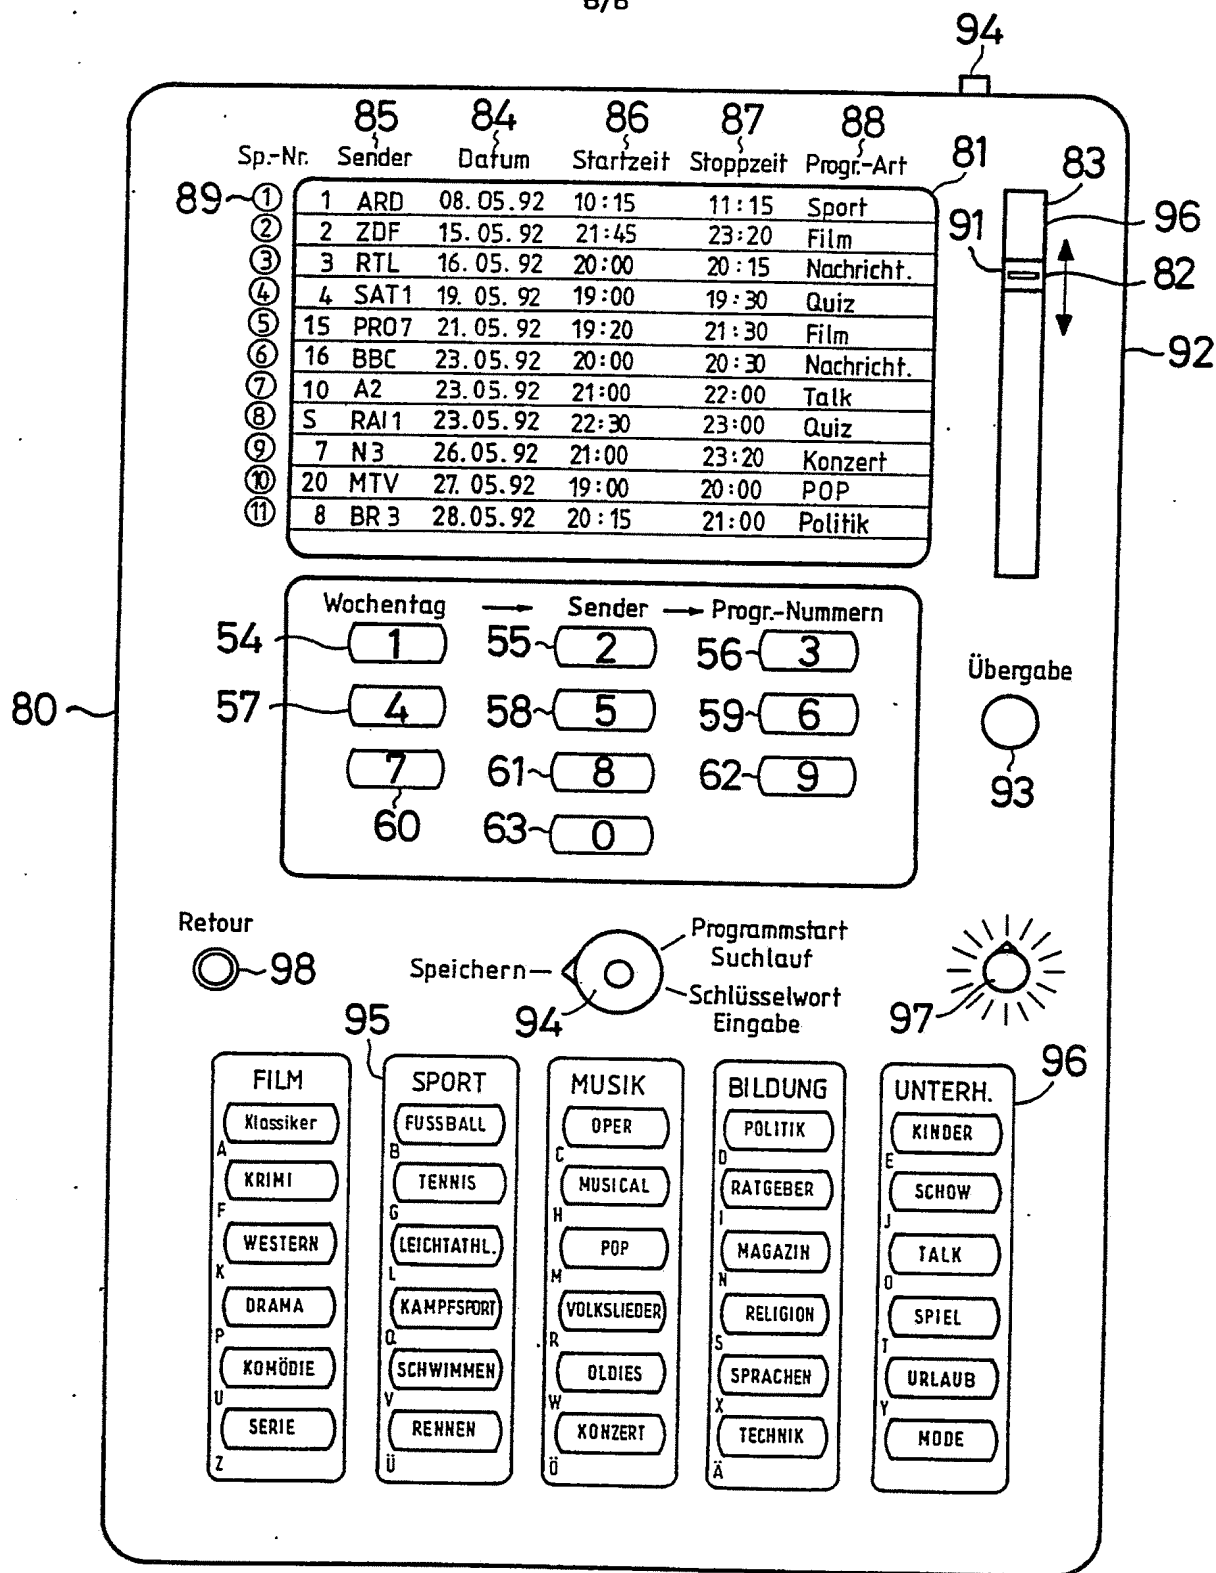 8/8
94
85 84 86 87 88
Sp.-Nr. Sender Datum Startzeit Stoppzeit Progr.-Art
81
83
89 ① 1 ARD 08.05.92 10:15 11:15 Sport
96
② 2 ZDF 15.05.92 21:45 23:20 Film
91
③ 3 RTL 16.05.92 20:00 20:15 Nachricht.
82
④ 4 SAT1 19.05.92 19:00 19:30 Quiz
⑤ 15 PRO7 21.05.92 19:20 21:30 Film
⑥ 16 BBC 23.05.92 20:00 20:30 Nachricht.
92
⑦ 10 A2 23.05.92 21:00 22:00 Talk
⑧ S RAI1 23.05.92 22:30 23:00 Quiz
⑨ 7 N3 26.05.92 21:00 23:20 Konzert
⑩ 20 MTV 27.05.92 19:00 20:00 POP
⑪ 8 BR3 28.05.92 20:15 21:00 Politik
Wochentag → Sender → Progr.-Nummern
54 1 55 2 56 3
Übergabe
80
57 4 58 5 59 6
7 61 8 62 9
93
60 63 0
Retour
98
Speichern
Programmstart
Suchlauf
Schlüsselwort
Eingabe
94
97
95
96
FILM SPORT MUSIK BILDUNG UNTERH.
Klassiker FUSSBALL OPER POLITIK KINDER
A B C D E
KRIMI TENNIS MUSICAL RATGEBER SCHOW
F G H I J
WESTERN LEICHTATHL. POP MAGAZIN TALK
K L M N O
DRAMA KAMPFSPORT VOLKSLIEDER RELIGION SPIEL
P Q R S T
KOMÖDIE SCHWIMMEN OLDIES SPRACHEN URLAUB
U V W X Y
SERIE RENNEN KONZERT TECHNIK MODE
Z Ü Ö Ä